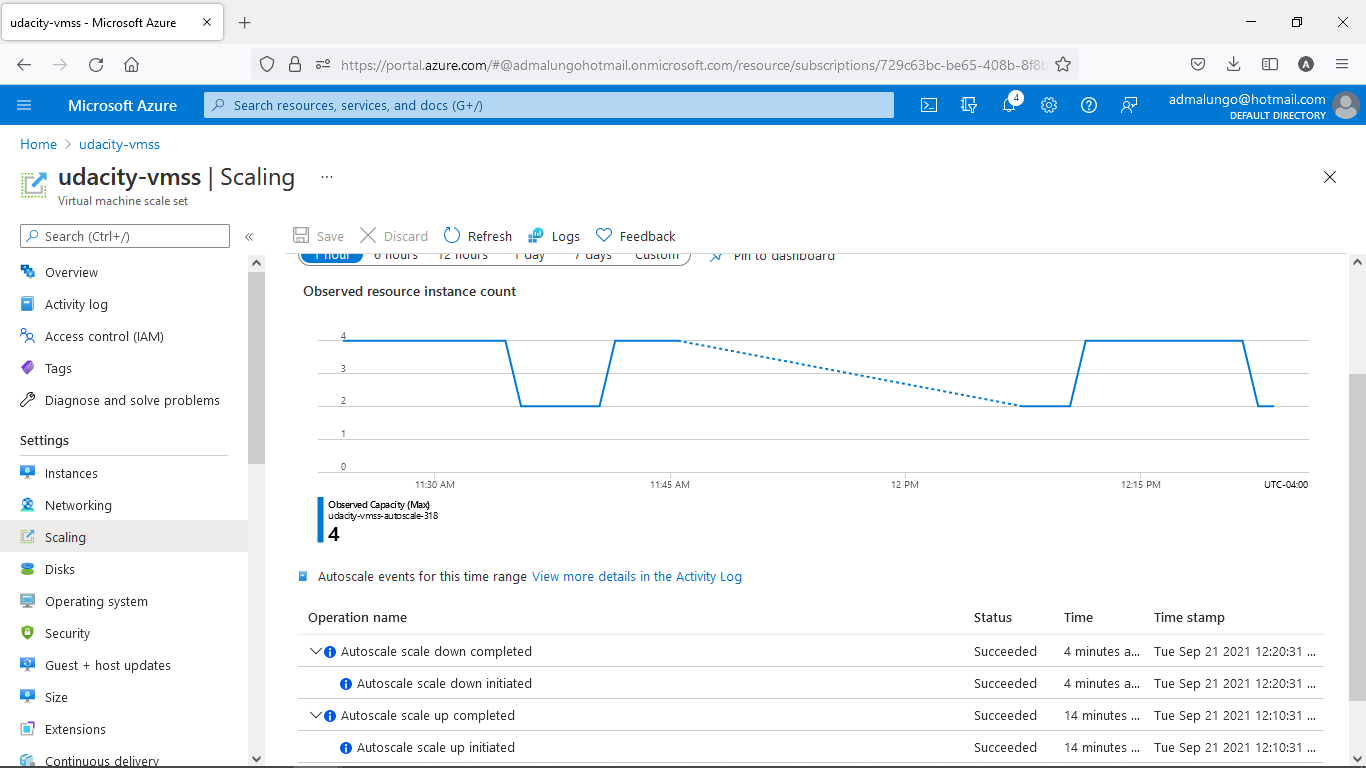 udacity-vmss - Microsoft Azure
https://portal.azure.com/#@admalungohotmail.onmicrosoft.com/resource/subscriptions/729c63bc-be65-408b-8f8b
A
Microsoft Azure
Search resources, services, and docs (G+/)
4
admalungo@hotmail.com
DEFAULT DIRECTORY
Home > udacity-vmss
udacity-vmss | Scaling ...
Virtual machine scale set
Search (Ctrl+/)
«
Save
Discard
Refresh
Logs
Feedback
Overview
Activity log
Access control (IAM)
Tags
Diagnose and solve problems
Settings
Instances
Networking
Scaling
Disks
Operating system
Security
Guest + host updates
Size
Extensions
Continuous delivery
1 hour 6 hours 12 hours 1 day 7 days Custom
Pin to dashboard
Observed resource instance count
4
3
2
1
0
11:30 AM 11:45 AM 12 PM 12:15 PM UTC-04:00
Observed Capacity (Max)
udacity-vmss-autoscale-318
4
Autoscale events for this time range View more details in the Activity Log
Operation name Status Time Time stamp
Autoscale scale down completed Succeeded 4 minutes a... Tue Sep 21 2021 12:20:31 ...
Autoscale scale down initiated Succeeded 4 minutes a... Tue Sep 21 2021 12:20:31 ...
Autoscale scale up completed Succeeded 14 minutes ... Tue Sep 21 2021 12:10:31 ...
Autoscale scale up initiated Succeeded 14 minutes ... Tue Sep 21 2021 12:10:31 ...